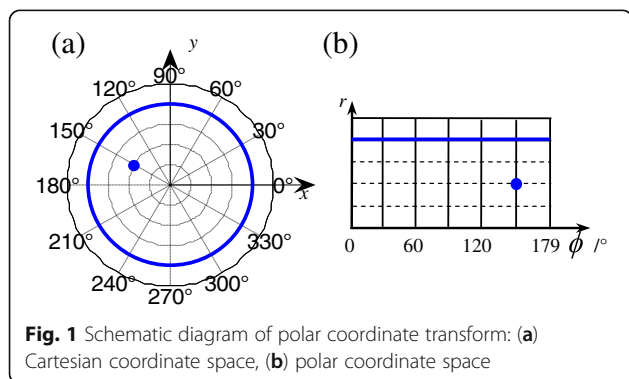 (a)
(b)
y
90°
120°
60°
150°
30°
180°
0°
x
210°
330°
240°
300°
270°
r
0
60
120
179
ϕ /°
Fig. 1 Schematic diagram of polar coordinate transform: (a)
Cartesian coordinate space, (b) polar coordinate space